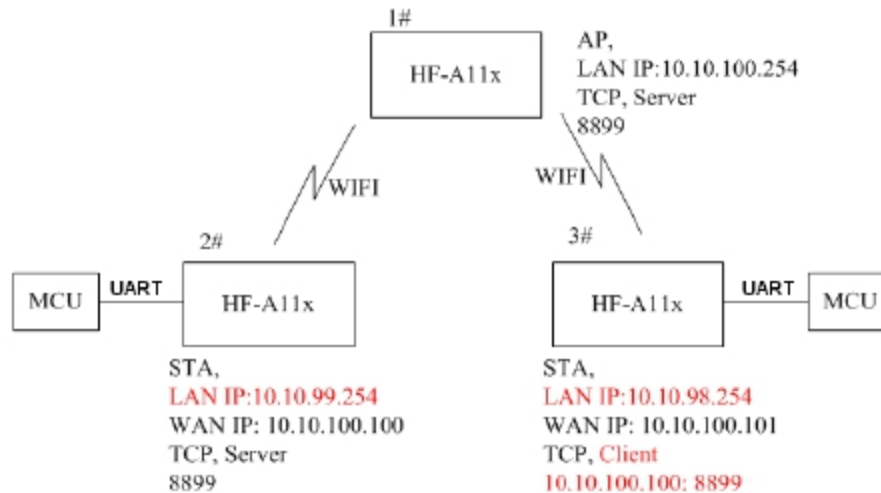 1#
HF-A11x
AP,
LAN IP:10.10.100.254
TCP, Server
8899
WIFI
WIFI
2#
3#
MCU
UART
HF-A11x
HF-A11x
UART
MCU
STA,
LAN IP:10.10.99.254
WAN IP: 10.10.100.100
TCP, Server
8899
STA,
LAN IP:10.10.98.254
WAN IP: 10.10.100.101
TCP, Client
10.10.100.100: 8899